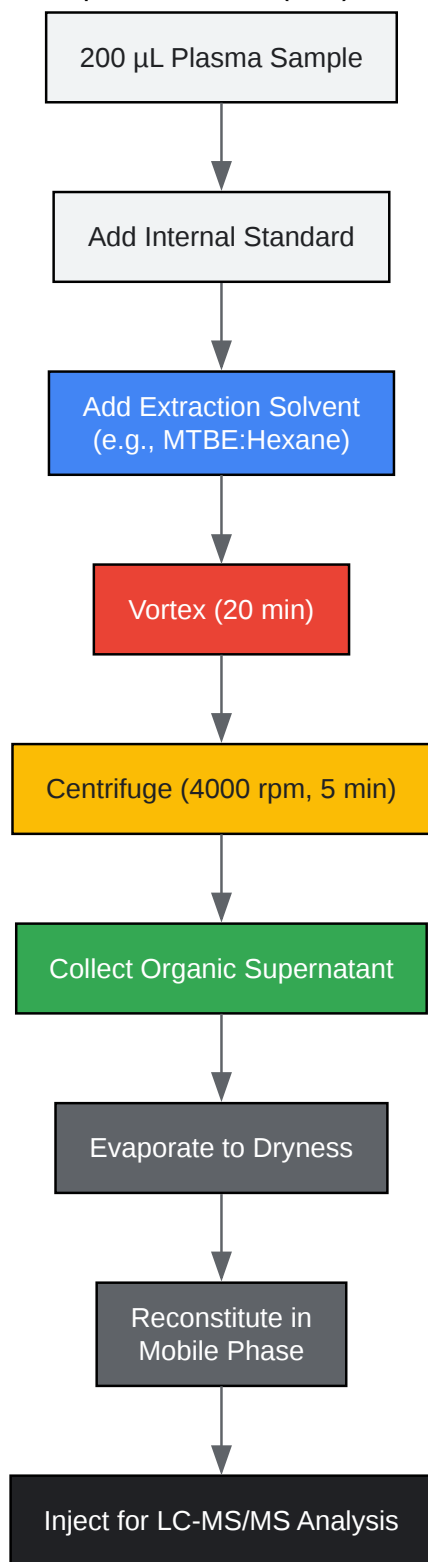 200 µL Plasma Sample
Add Internal Standard
Add Extraction Solvent
(e.g., MTBE:Hexane)
Vortex (20 min)
Centrifuge (4000 rpm, 5 min)
Collect Organic Supernatant
Evaporate to Dryness
Reconstitute in
Mobile Phase
Inject for LC-MS/MS Analysis